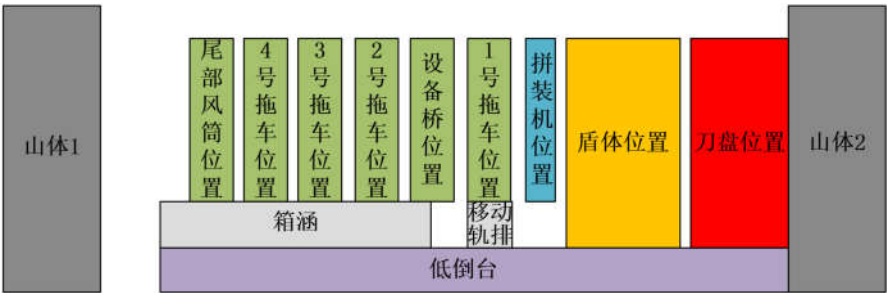 山体1
尾部风筒位置
4号拖车位置
3号拖车位置
2号拖车位置
设备桥位置
1号拖车位置
拼装机位置
盾体位置
刀盘位置
山体2
箱涵
移动
轨排
低倒台